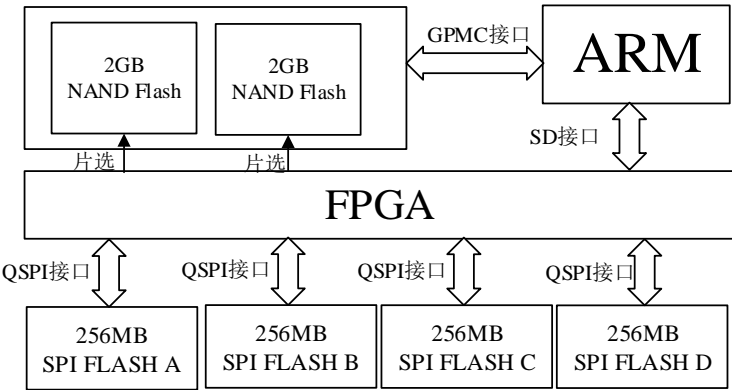 GPMC接口
ARM
2GB
NAND Flash
2GB
NAND Flash
SD接口
片选
片选
FPGA
QSPI接口
QSPI接口
QSPI接口
QSPI接口
256MB
SPI FLASH A
256MB
SPI FLASH B
256MB
SPI FLASH C
256MB
SPI FLASH D